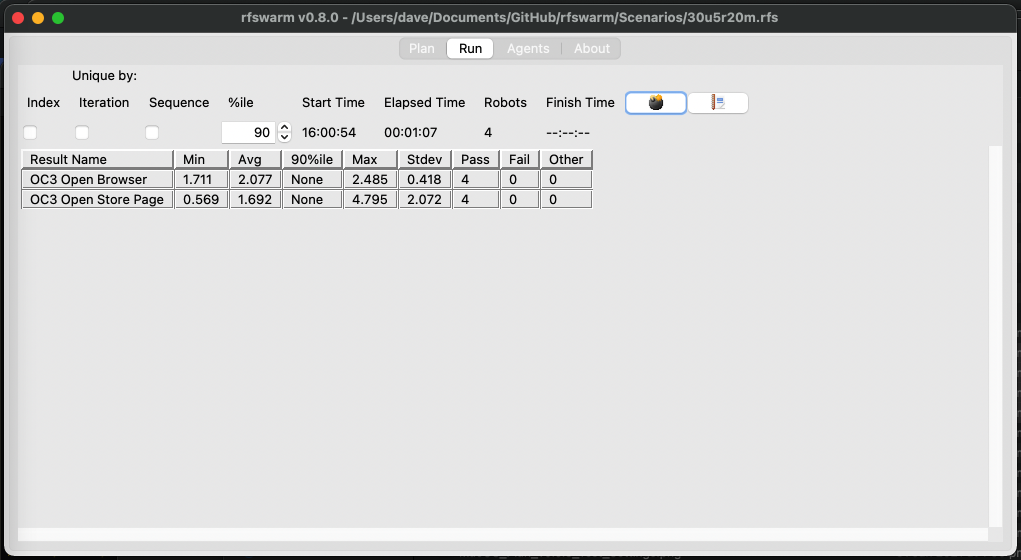 rfswarm v0.8.0 - /Users/dave/Documents/GitHub/rfswarm/Scenarios/30u5r20m.rfs
Plan Run Agents About
Unique by:
Index Iteration Sequence %ile Start Time Elapsed Time Robots Finish Time
90 16:00:54 00:01:07 4 --:--:--
Result Name Min Avg 90%ile Max Stdev Pass Fail Other
OC3 Open Browser 1.711 2.077 None 2.485 0.418 4 0 0
OC3 Open Store Page 0.569 1.692 None 4.795 2.072 4 0 0